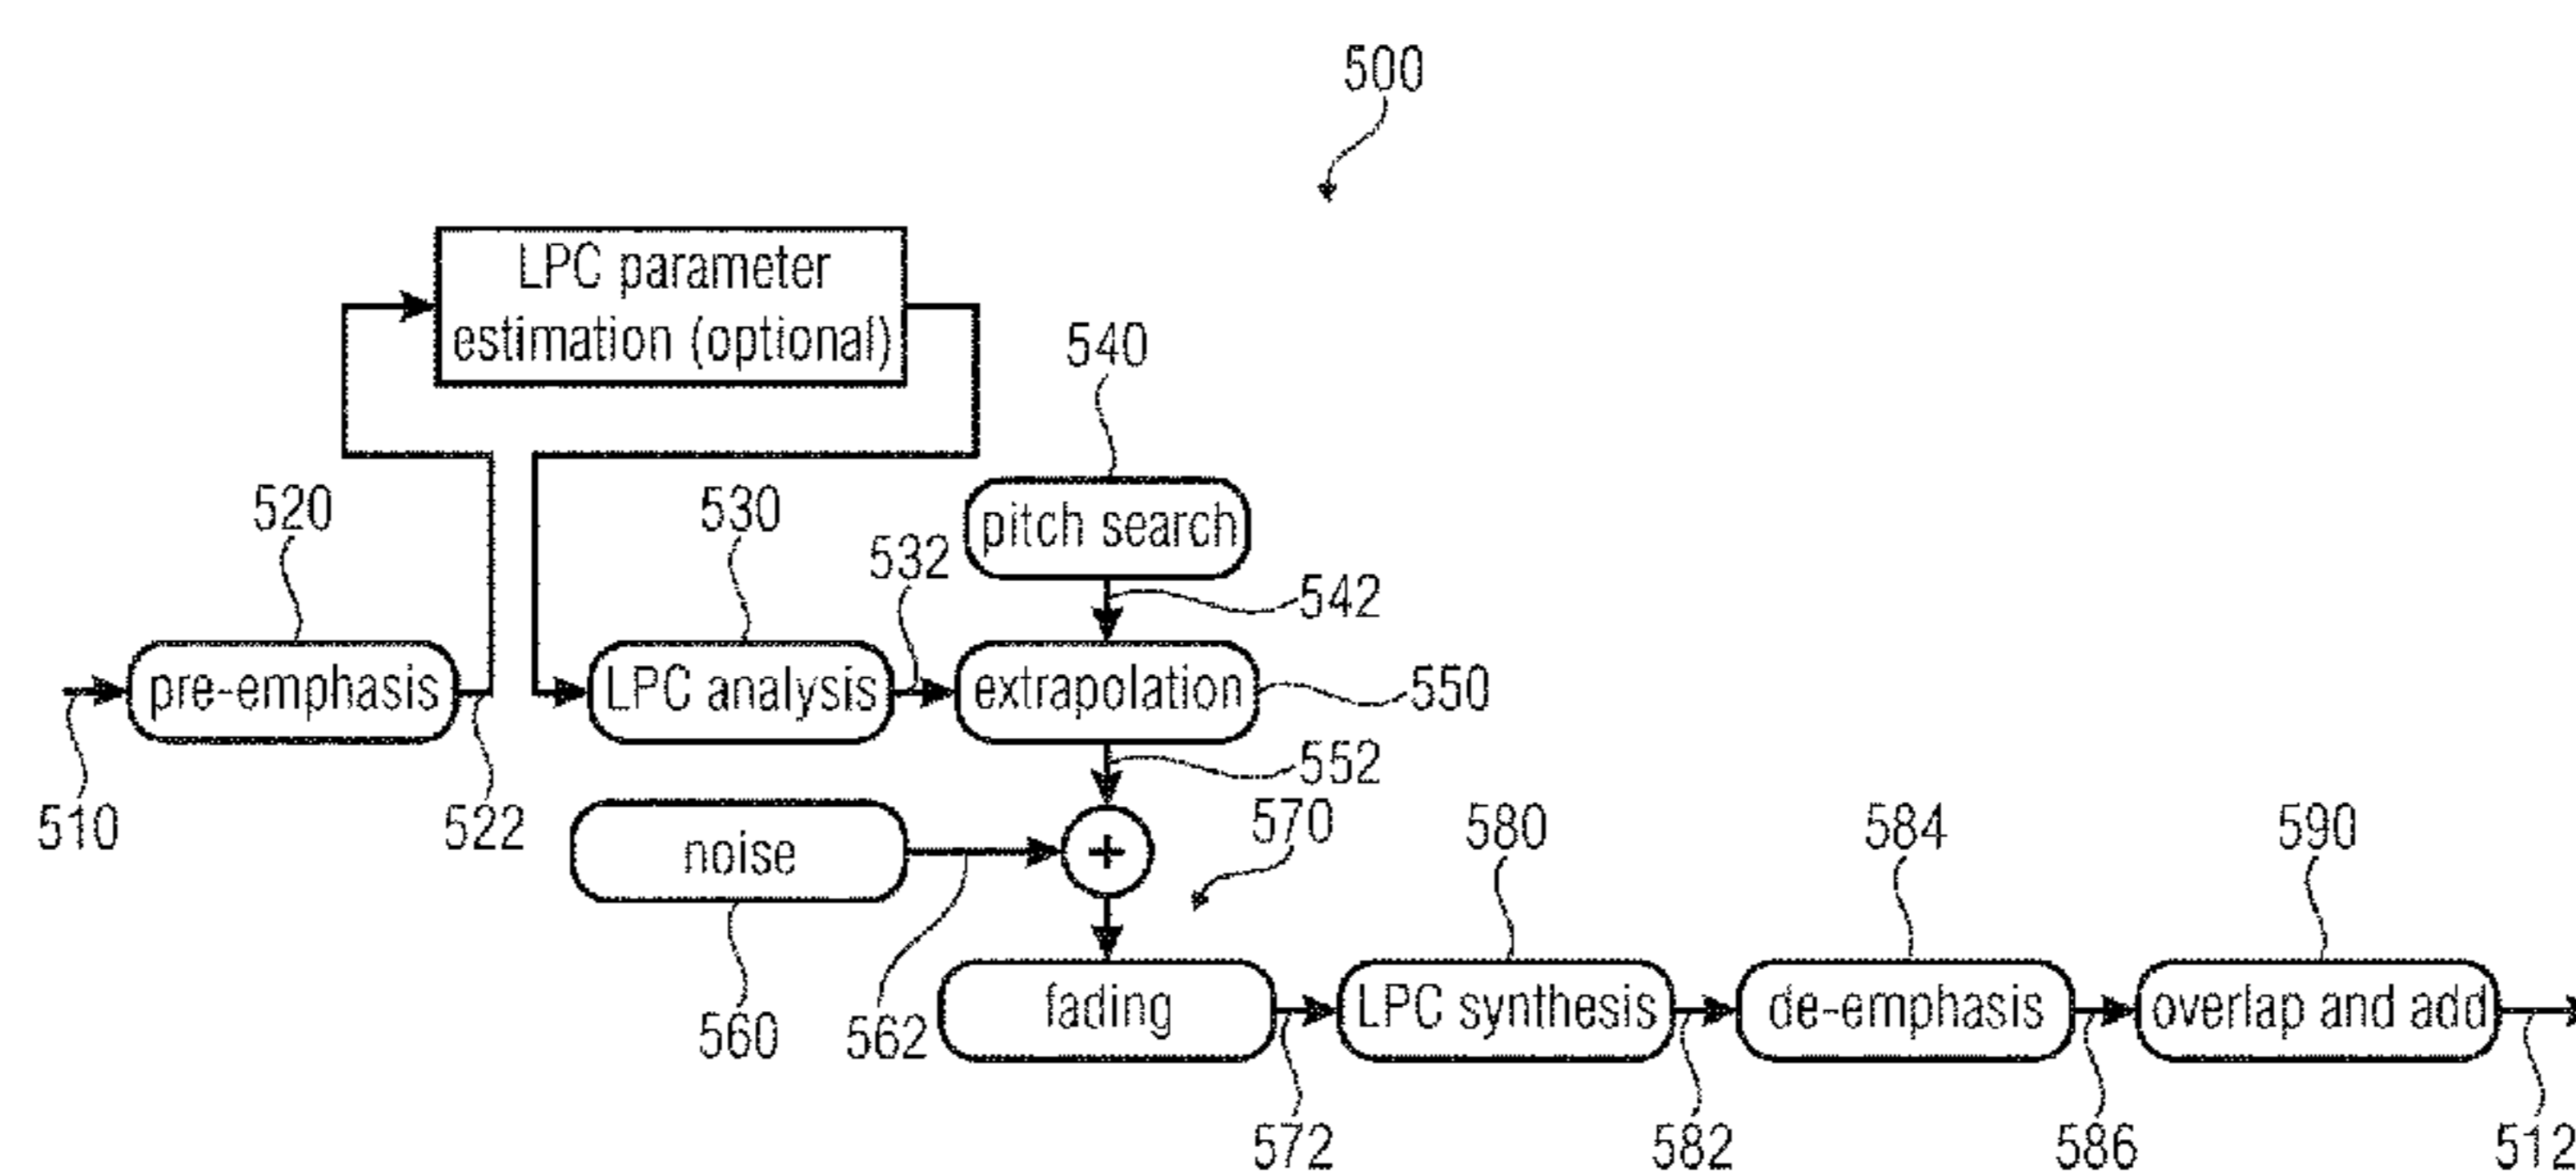 500
LPC parameter
estimation (optional)
540
520
530
532
pitch search
542
pre-emphasis
LPC analysis
extrapolation
550
510
522
552
570
noise
+
580
584
590
560
562
fading
LPC synthesis
de-emphasis
overlap and add
572
582
586
512